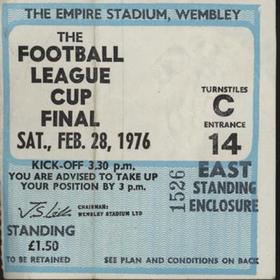 THE EMPIRE STADIUM, WEMBLEY
THE
FOOTBALL
LEAGUE
CUP
FINAL
SAT., FEB. 28, 1976
KICK-OFF 3.30 p.m.
YOU ARE ADVISED TO TAKE UP
YOUR POSITION BY 3 p.m.
CHAIRMAN:
WEMBLEY STADIUM LTD
STANDING
£1.50
TO BE RETAINED
TURNSTILES
C
ENTRANCE
14
EAST
STANDING
ENCLOSURE
1526
SEE PLAN AND CONDITIONS ON BACK